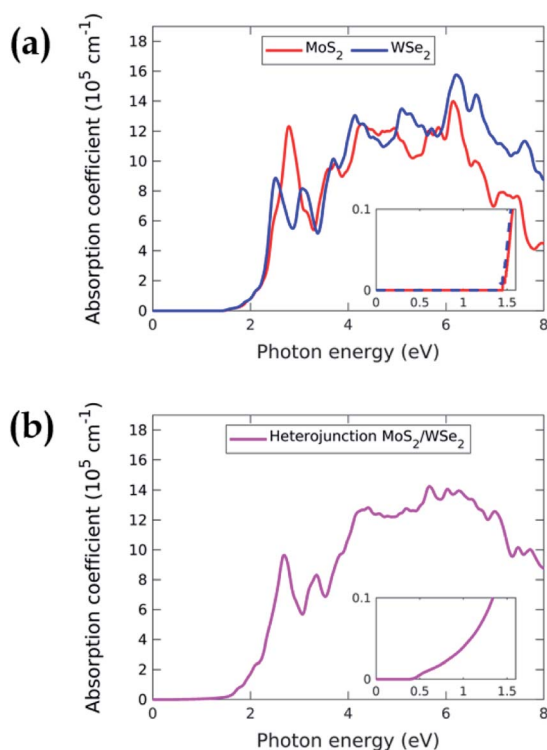 (a)
MoS₂ WSe₂
Absorption coefficient (10⁵ cm⁻¹)
18
16
14
12
10
8
6
4
2
0
0.1
0
0 0.5 1 1.5
0 2 4 6 8
Photon energy (eV)
(b)
Heterojunction MoS₂/WSe₂
Absorption coefficient (10⁵ cm⁻¹)
18
16
14
12
10
8
6
4
2
0
0.1
0
0 0.5 1 1.5
0 2 4 6 8
Photon energy (eV)